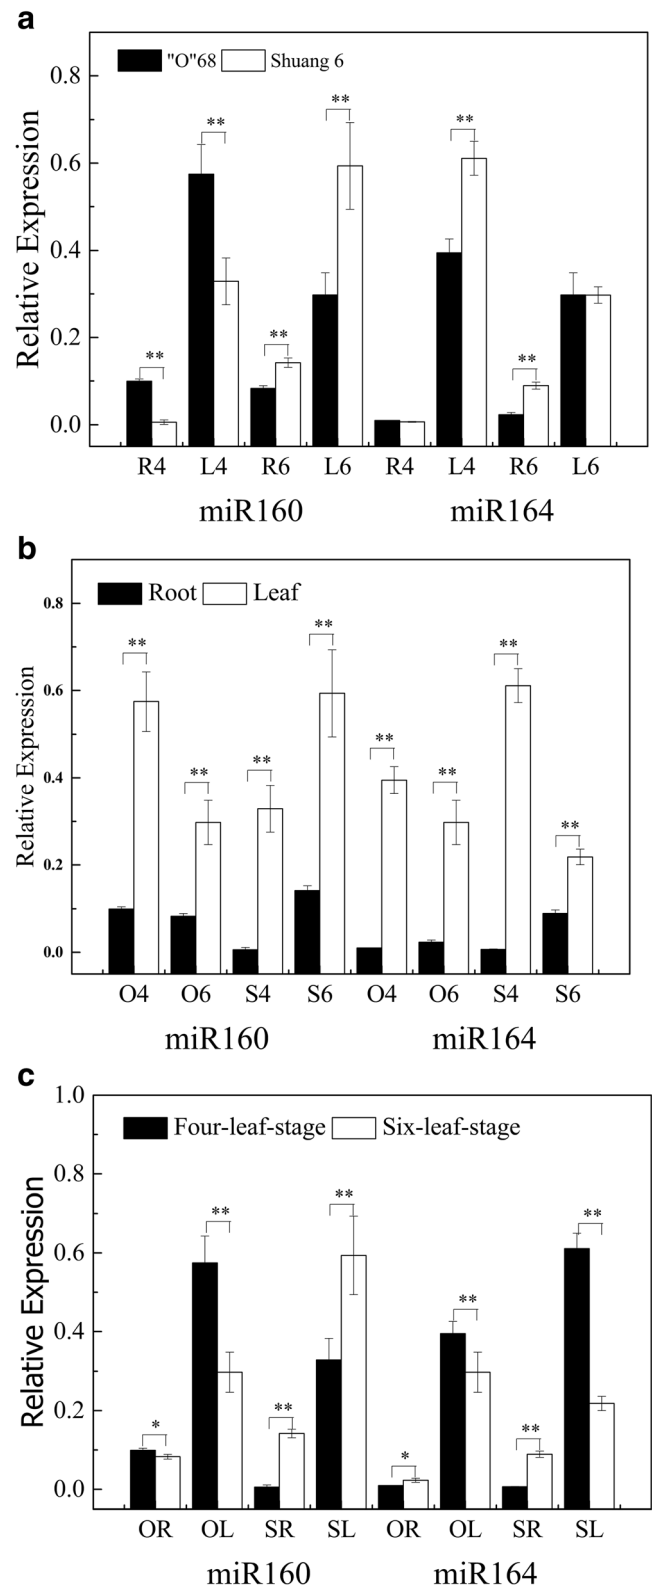 a
"O"68 Shuang 6
Relative Expression
0.8
0.6
0.4
0.2
0.0
** ** ** ** ** **
R4 L4 R6 L6 R4 L4 R6 L6
miR160 miR164
b
Root Leaf
Relative Expression
0.8
0.6
0.4
0.2
0.0
** ** ** ** ** ** ** **
O4 O6 S4 S6 O4 O6 S4 S6
miR160 miR164
c
Four-leaf-stage Six-leaf-stage
Relative Expression
1.0
0.8
0.6
0.4
0.2
0.0
* ** ** ** * ** ** **
OR OL SR SL OR OL SR SL
miR160 miR164